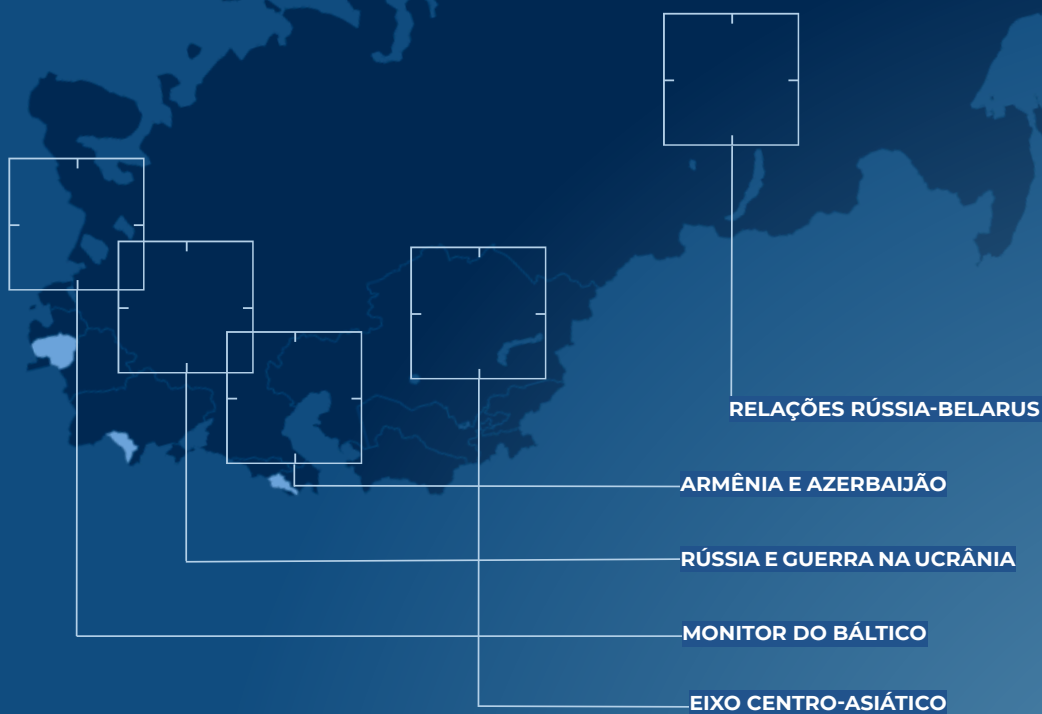 RELAÇÕES RÚSSIA-BELARUS
ARMÊNIA E AZERBAIJÃO
RÚSSIA E GUERRA NA UCRÂNIA
MONITOR DO BÁLTICO
EIXO CENTRO-ASIÁTICO